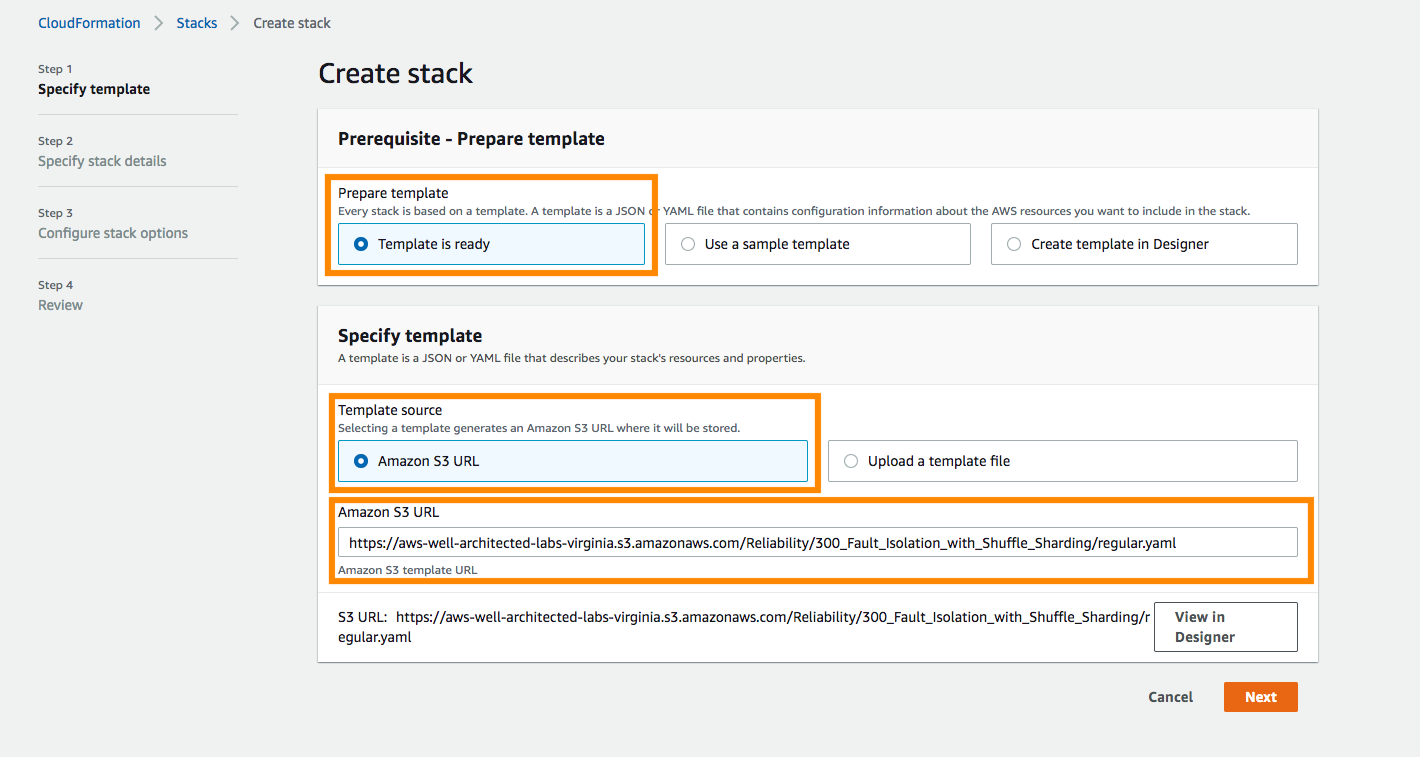 CloudFormation > Stacks > Create stack
Step 1
Specify template
Step 2
Specify stack details
Step 3
Configure stack options
Step 4
Review
Create stack
Prerequisite - Prepare template
Prepare template
Every stack is based on a template. A template is a JSON or YAML file that contains configuration information about the AWS resources you want to include in the stack.
Template is ready
Use a sample template
Create template in Designer
Specify template
A template is a JSON or YAML file that describes your stack's resources and properties.
Template source
Selecting a template generates an Amazon S3 URL where it will be stored.
Amazon S3 URL
Upload a template file
Amazon S3 URL
https://aws-well-architected-labs-virginia.s3.amazonaws.com/Reliability/300_Fault_Isolation_with_Shuffle_Sharding/regular.yaml
Amazon S3 template URL
S3 URL: https://aws-well-architected-labs-virginia.s3.amazonaws.com/Reliability/300_Fault_Isolation_with_Shuffle_Sharding/r
egular.yaml
View in
Designer
Cancel
Next